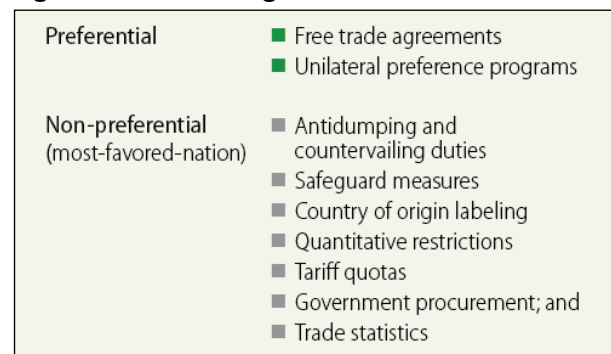 Preferential
■ Free trade agreements
■ Unilateral preference programs
Non-preferential
(most-favored-nation)
■ Antidumping and
countervailing duties
■ Safeguard measures
■ Country of origin labeling
■ Quantitative restrictions
■ Tariff quotas
■ Government procurement; and
■ Trade statistics